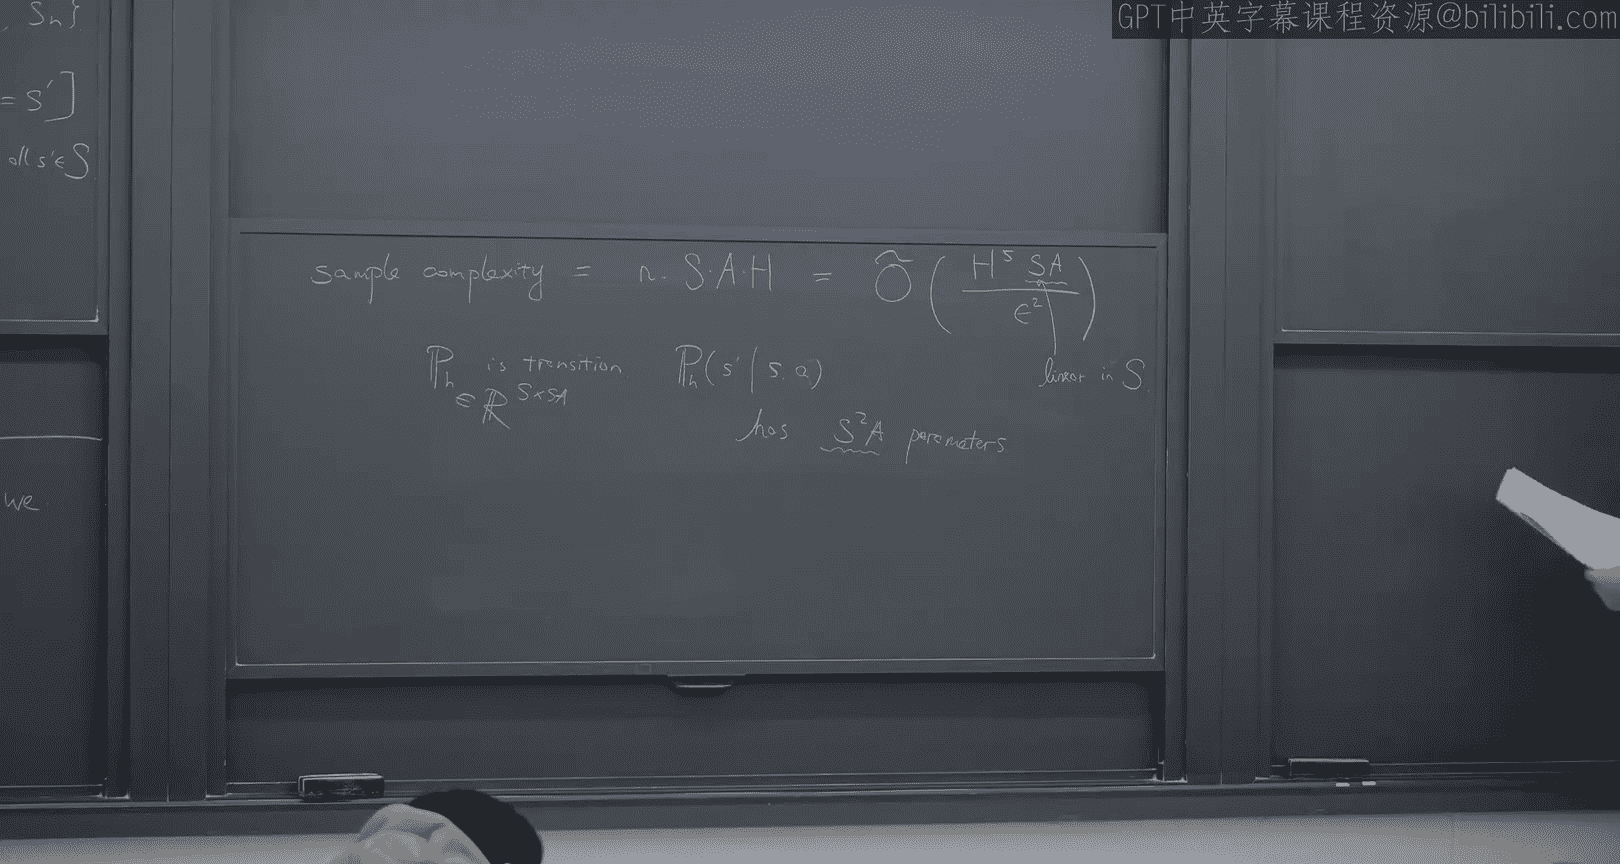 GPT中英字幕课程资源@bilibili.com
, Sn}
= s']
all s'∈S
we
sample complexity = n. S·A·H = Õ ( H⁵ SA / ϵ² )
linear in S.
ℙh is transition. ℙh(s' | s, a)
∈ ℝ^{S×SA}
has S²A parameters